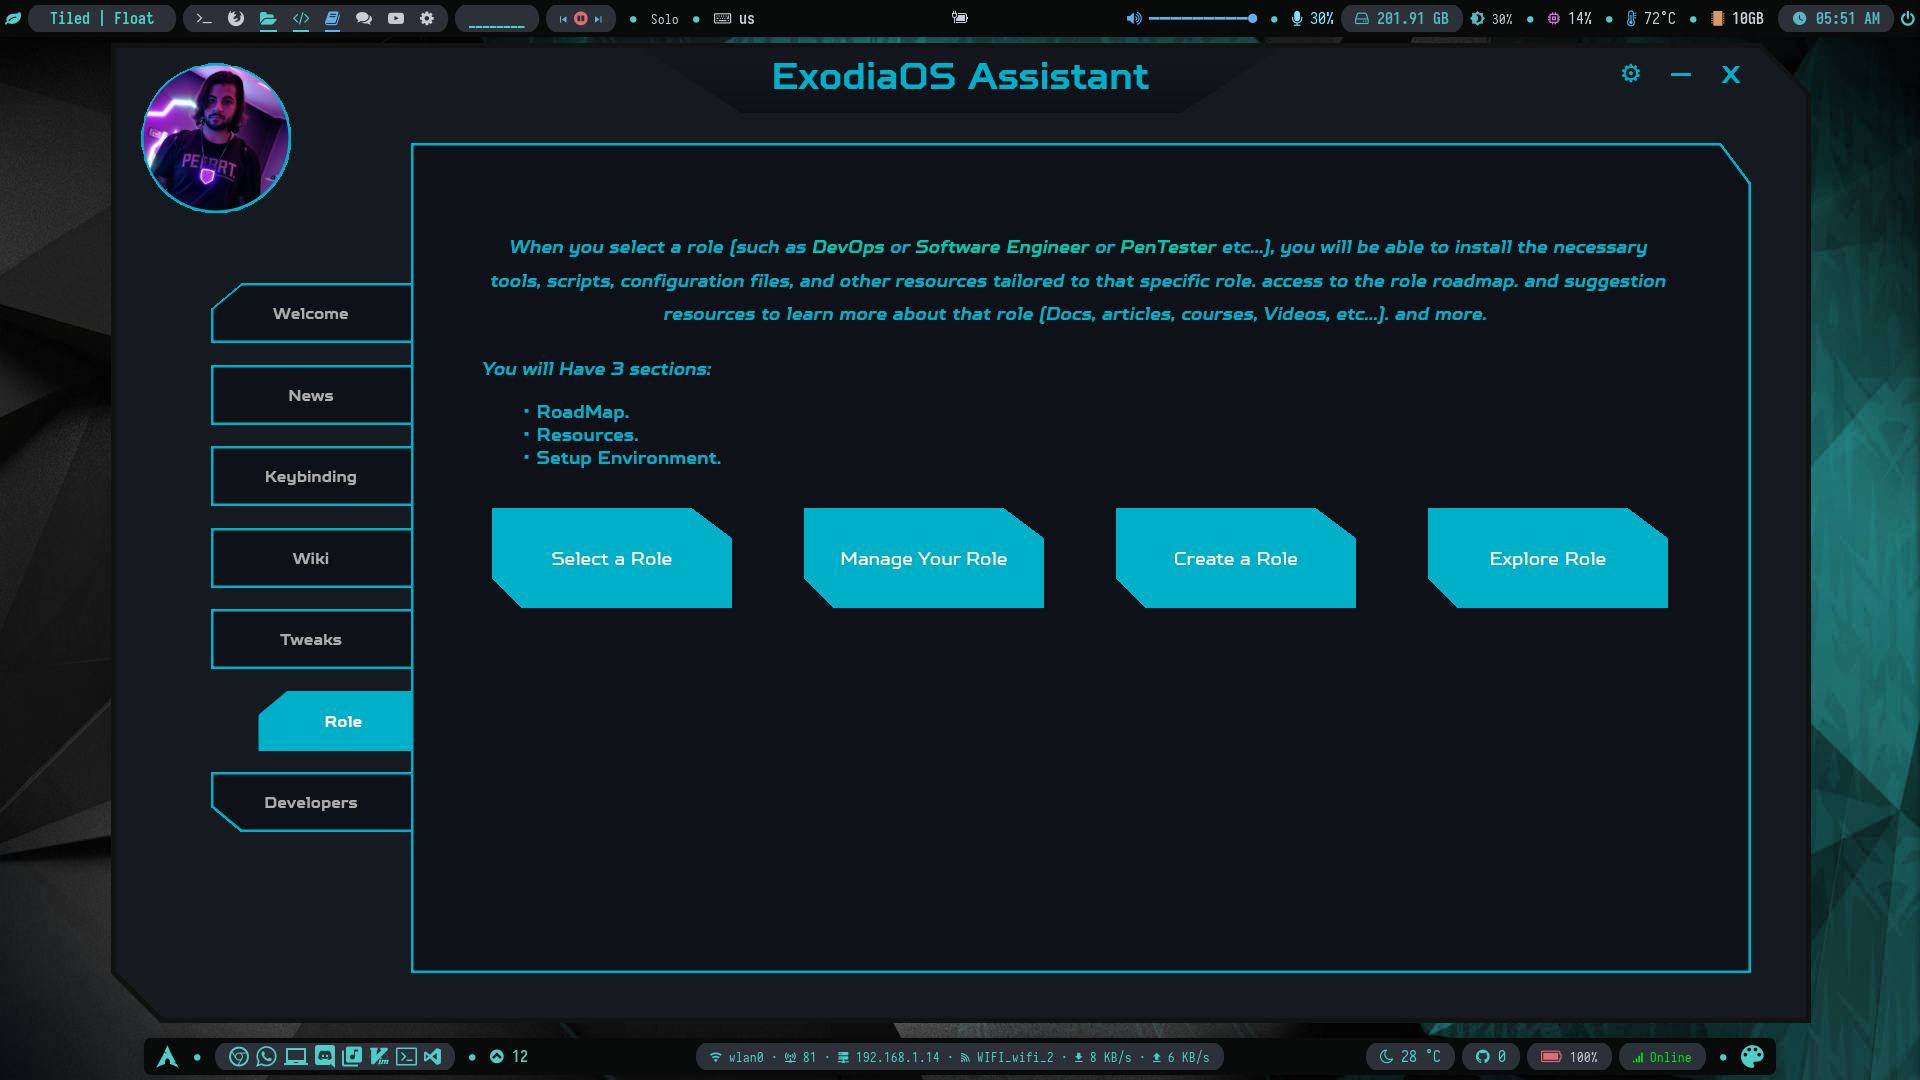 Tiled | Float
Solo
us
30%
201.91 GB
30%
14%
72°C
10GB
05:51 AM
ExodiaOS Assistant
X
When you select a role (such as DevOps or Software Engineer or PenTester etc...), you will be able to install the necessary
tools, scripts, configuration files, and other resources tailored to that specific role. access to the role roadmap. and suggestion
resources to learn more about that role (Docs, articles, courses, Videos, etc...). and more.
You will Have 3 sections:
· RoadMap.
· Resources.
· Setup Environment.
Welcome
News
Keybinding
Wiki
Tweaks
Role
Developers
Select a Role
Manage Your Role
Create a Role
Explore Role
12
wlan0 · 81 · 192.168.1.14 · WIFI_wifi_2 · 8 KB/s · 6 KB/s
28 °C
0
100%
Online